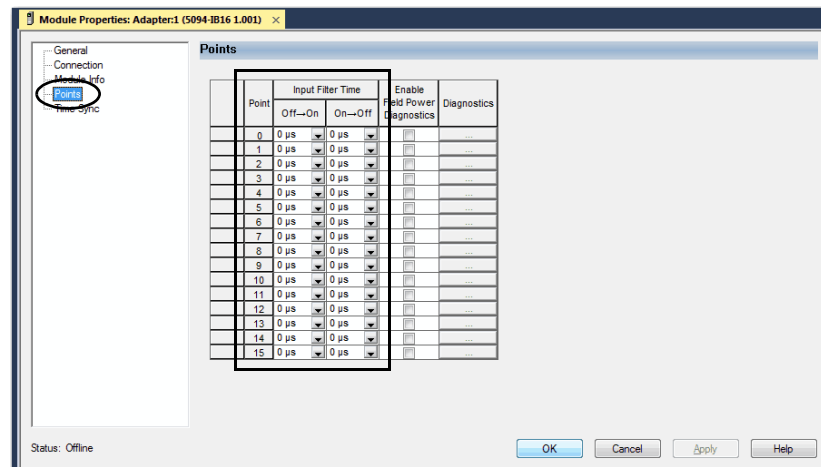 Module Properties: Adapter:1 (5094-IB16 1.001) ×
General
Connection
Module Info
Points
Time Sync
Points
Point
Input Filter Time
Off→On
On→Off
Enable
Field Power
Diagnostics
Diagnostics
0 0 µs 0 µs ...
1 0 µs 0 µs ...
2 0 µs 0 µs ...
3 0 µs 0 µs ...
4 0 µs 0 µs ...
5 0 µs 0 µs ...
6 0 µs 0 µs ...
7 0 µs 0 µs ...
8 0 µs 0 µs ...
9 0 µs 0 µs ...
10 0 µs 0 µs ...
11 0 µs 0 µs ...
12 0 µs 0 µs ...
13 0 µs 0 µs ...
14 0 µs 0 µs ...
15 0 µs 0 µs ...
Status: Offline
OK Cancel Apply Help